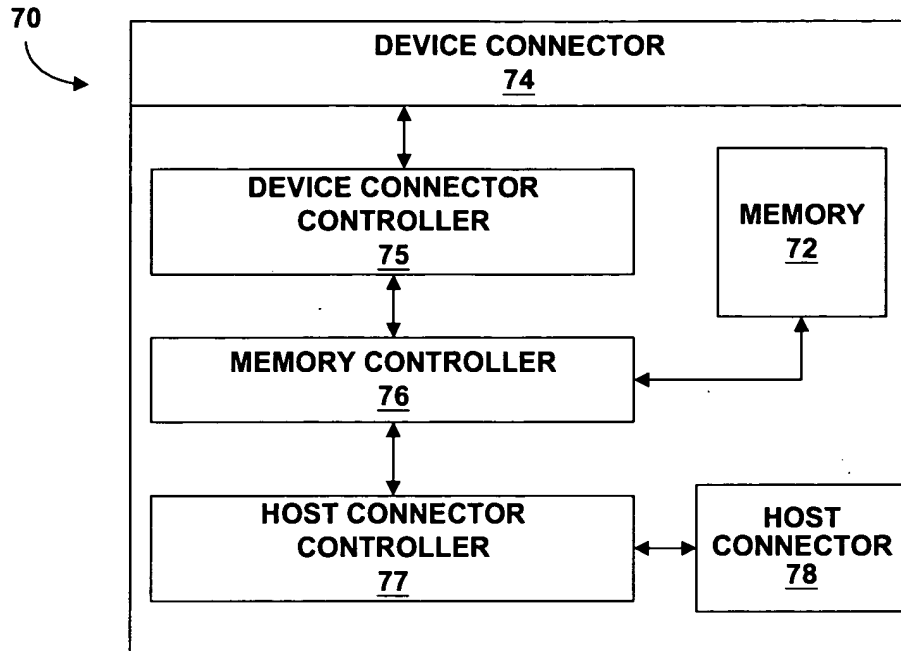 70
DEVICE CONNECTOR
74
DEVICE CONNECTOR
CONTROLLER
75
MEMORY
72
MEMORY CONTROLLER
76
HOST CONNECTOR
CONTROLLER
77
HOST
CONNECTOR
78